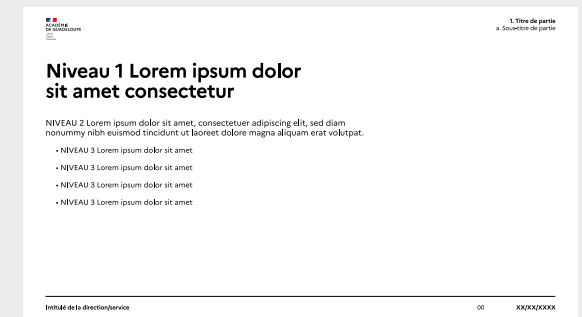 ACADÉMIE
DE GUADELOUPE
1. Titre de partie
a. Sous-titre de partie
Niveau 1 Lorem ipsum dolor
sit amet consectetur
NIVEAU 2 Lorem ipsum dolor sit amet, consectetuer adipiscing elit, sed diam
nonummy nibh euismod tincidunt ut laoreet dolore magna aliquam erat volutpat.
• NIVEAU 3 Lorem ipsum dolor sit amet
• NIVEAU 3 Lorem ipsum dolor sit amet
• NIVEAU 3 Lorem ipsum dolor sit amet
• NIVEAU 3 Lorem ipsum dolor sit amet
Intitulé de la direction/service
00
XX/XX/XXXX